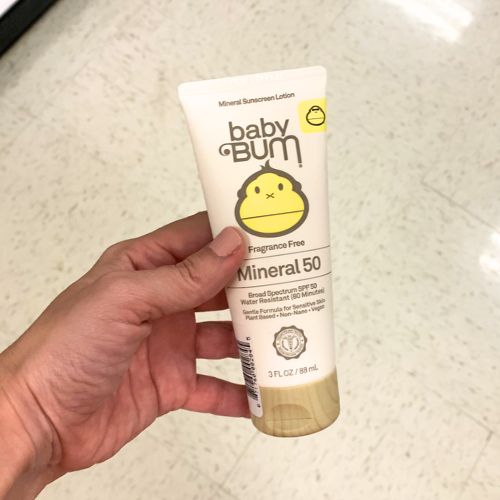 Mineral Sunscreen Lotion
baby
BUM
Fragrance Free
Mineral 50
Broad Spectrum SPF 50
Water Resistant (80 Minutes)
Gentle Formula for Sensitive Skin
Plant Based • Non-Nano • Vegan
3 FL OZ / 88 mL